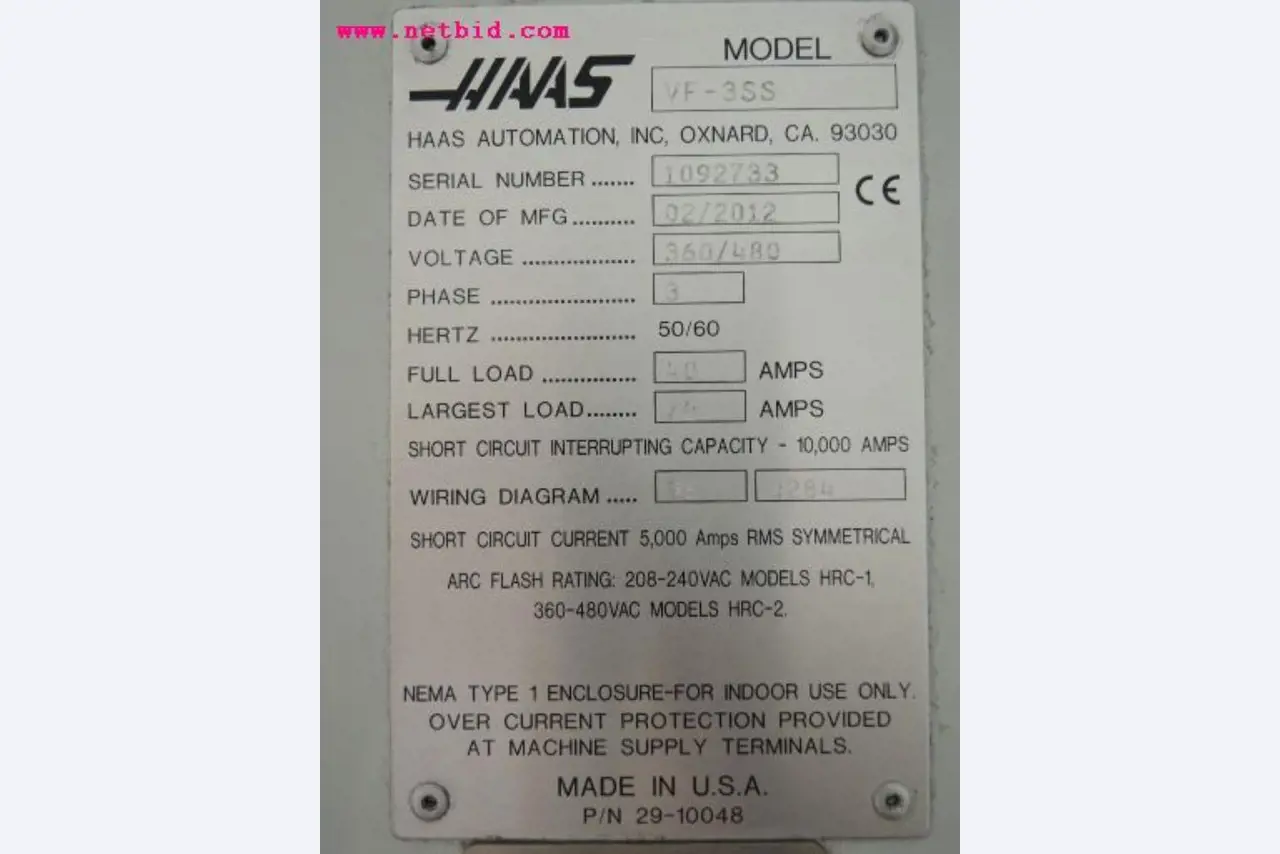 www.netbid.com
MODEL
HAAS VF-3SS
HAAS AUTOMATION, INC, OXNARD, CA. 93030
SERIAL NUMBER ....... 1092733
CE
DATE OF MFG.......... 02/2012
VOLTAGE ................. 360/480
PHASE ....................... 3
HERTZ ....................... 50/60
FULL LOAD ............... 40 AMPS
LARGEST LOAD........ AMPS
SHORT CIRCUIT INTERRUPTING CAPACITY - 10,000 AMPS
WIRING DIAGRAM .....
SHORT CIRCUIT CURRENT 5,000 Amps RMS SYMMETRICAL
ARC FLASH RATING: 208-240VAC MODELS HRC-1,
360-480VAC MODELS HRC-2.
NEMA TYPE 1 ENCLOSURE-FOR INDOOR USE ONLY.
OVER CURRENT PROTECTION PROVIDED
AT MACHINE SUPPLY TERMINALS.
MADE IN U.S.A.
P/N 29-10048